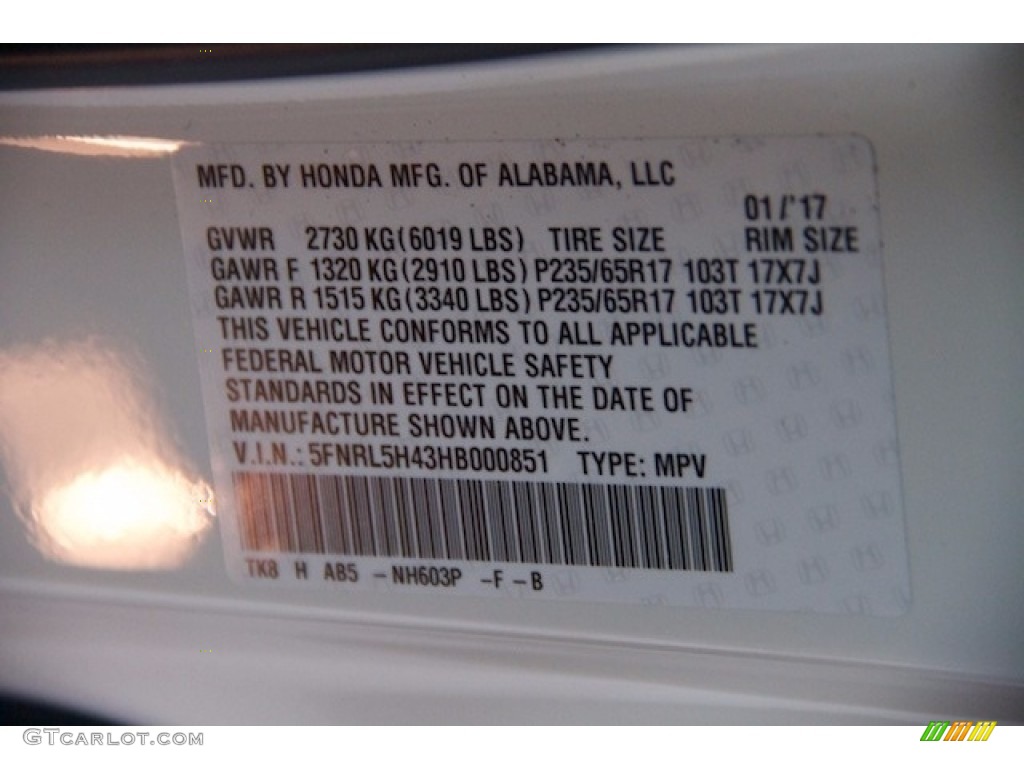 MFD. BY HONDA MFG. OF ALABAMA, LLC
01/'17
GVWR 2730 KG(6019 LBS) TIRE SIZE RIM SIZE
GAWR F 1320 KG(2910 LBS) P235/65R17 103T 17X7J
GAWR R 1515 KG(3340 LBS) P235/65R17 103T 17X7J
THIS VEHICLE CONFORMS TO ALL APPLICABLE
FEDERAL MOTOR VEHICLE SAFETY
STANDARDS IN EFFECT ON THE DATE OF
MANUFACTURE SHOWN ABOVE.
V.I.N.: 5FNRL5H43HB000851 TYPE: MPV
TK8 H AB5 -NH603P -F-B
GTCARLOT.COM